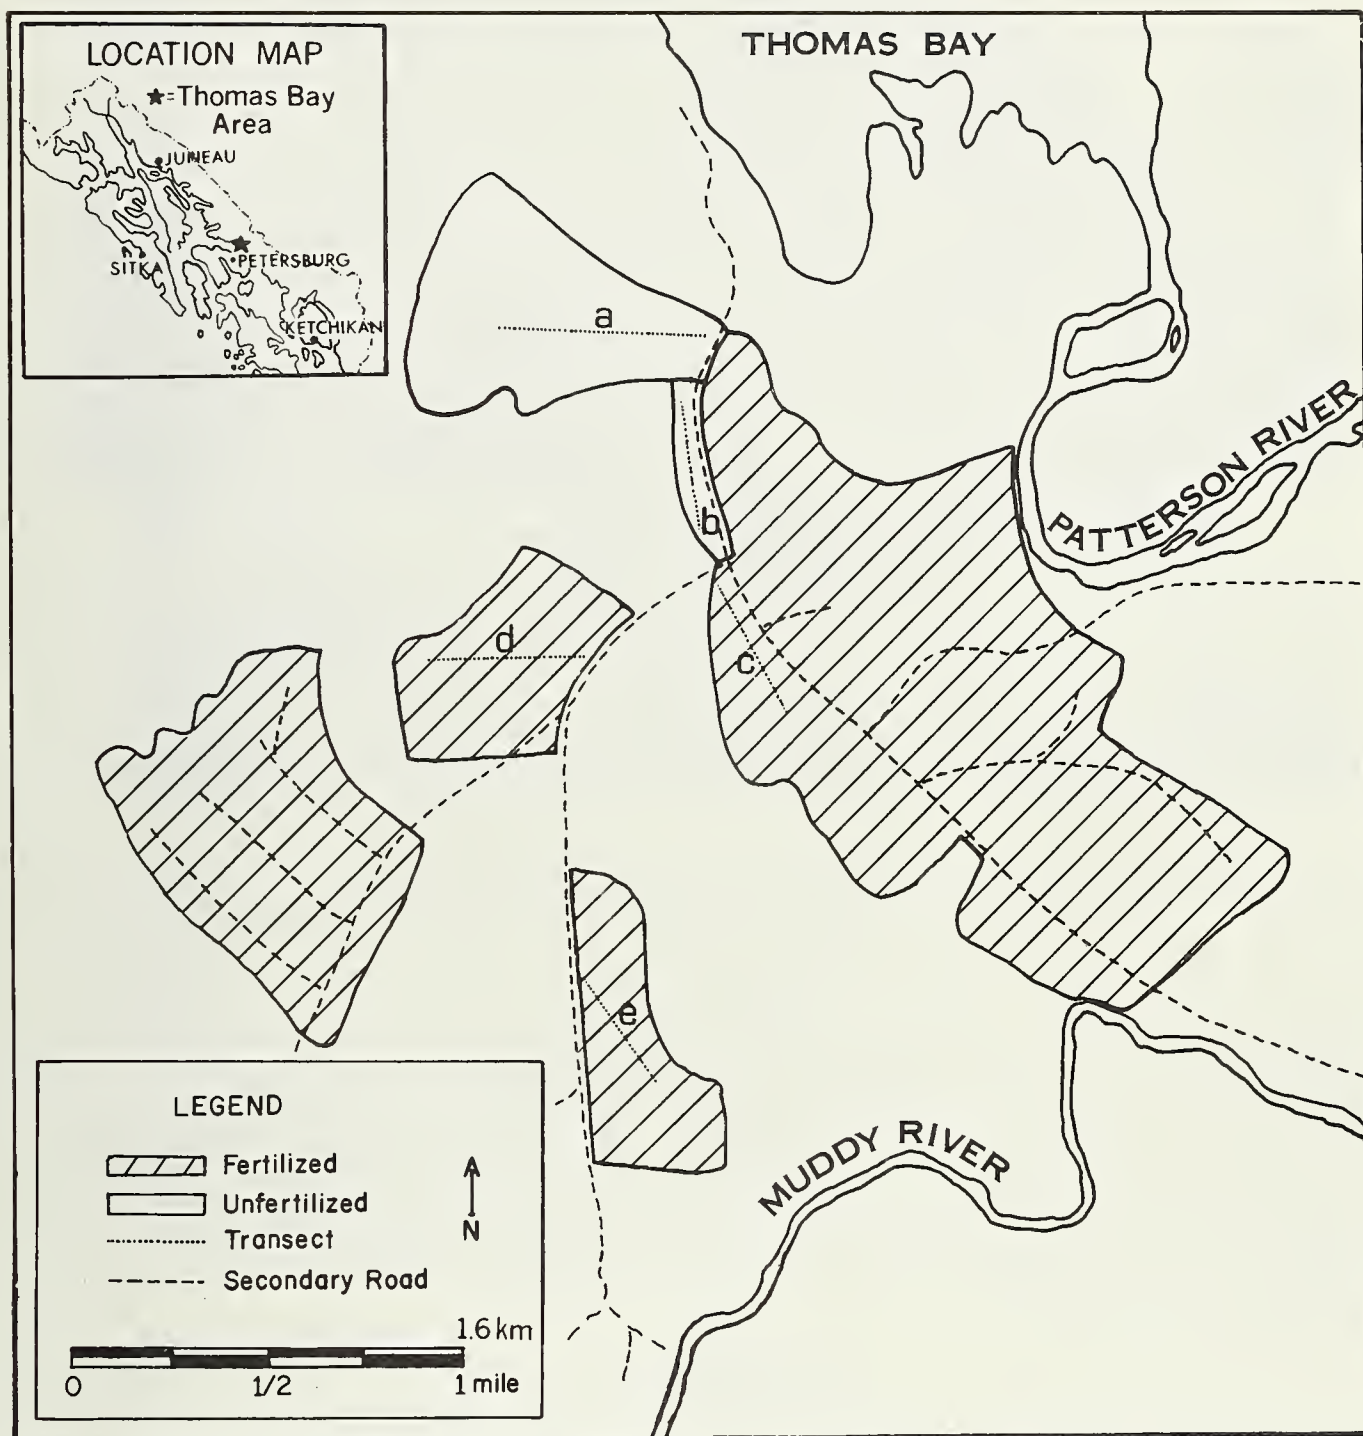 LOCATION MAP
★=Thomas Bay
Area
JUNEAU
SITKA
PETERSBURG
KETCHIKAN
THOMAS BAY
a
b
PATTERSON RIVER
d
c
e
MUDDY RIVER
LEGEND
Fertilized
Unfertilized
Transect
Secondary Road
N
1.6 km
0 1/2 1 mile